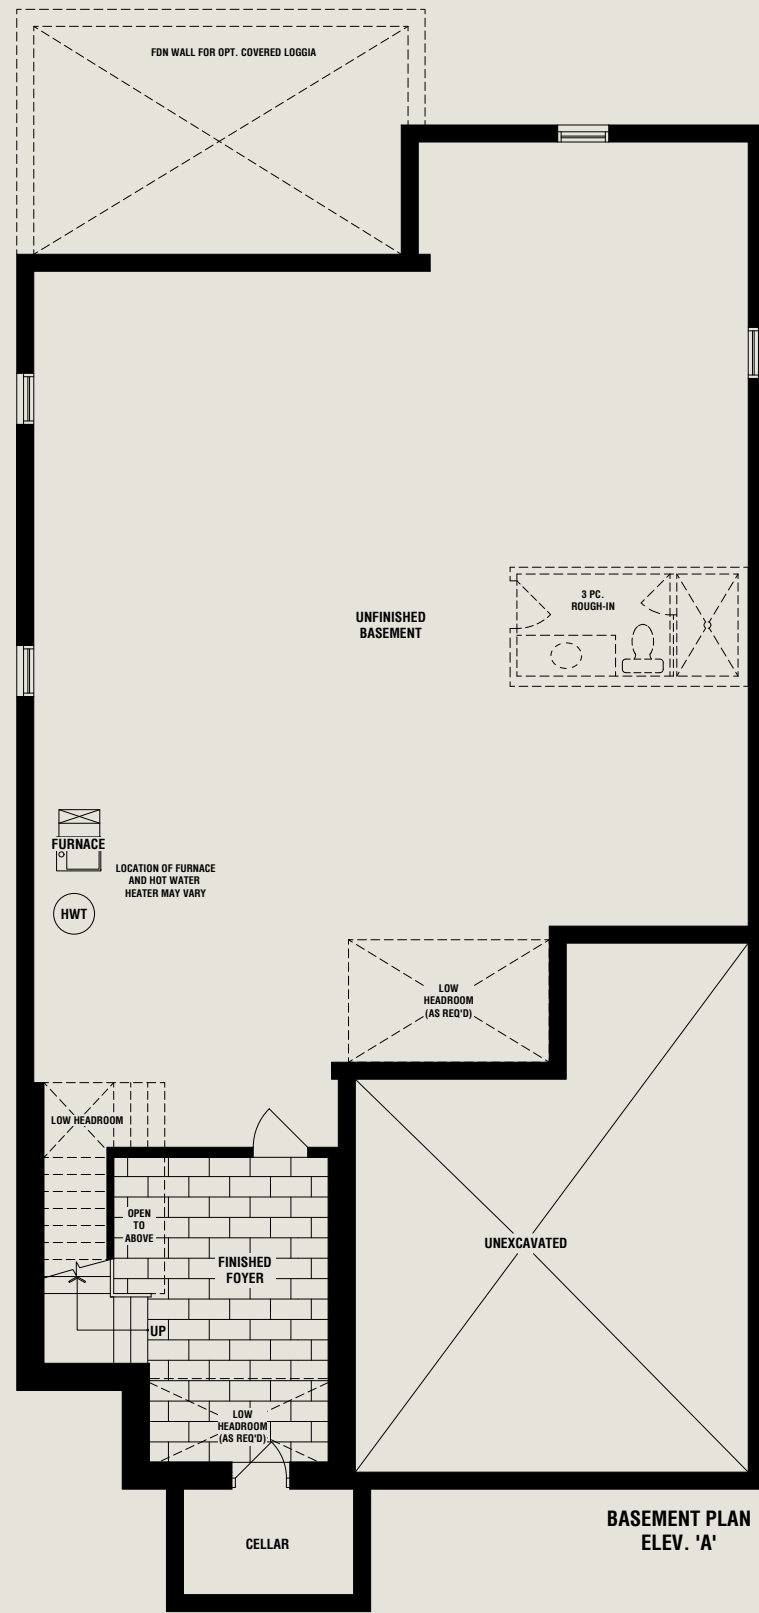 FDN WALL FOR OPT. COVERED LOGGIA
3 PC.
ROUGH-IN
UNFINISHED
BASEMENT
FURNACE
LOCATION OF FURNACE
AND HOT WATER
HEATER MAY VARY
HWT
LOW
HEADROOM
(AS REQ'D)
LOW HEADROOM
OPEN
TO
ABOVE
FINISHED
FOYER
UNEXCAVATED
UP
LOW
HEADROOM
(AS REQ'D)
CELLAR
BASEMENT PLAN
ELEV. 'A'